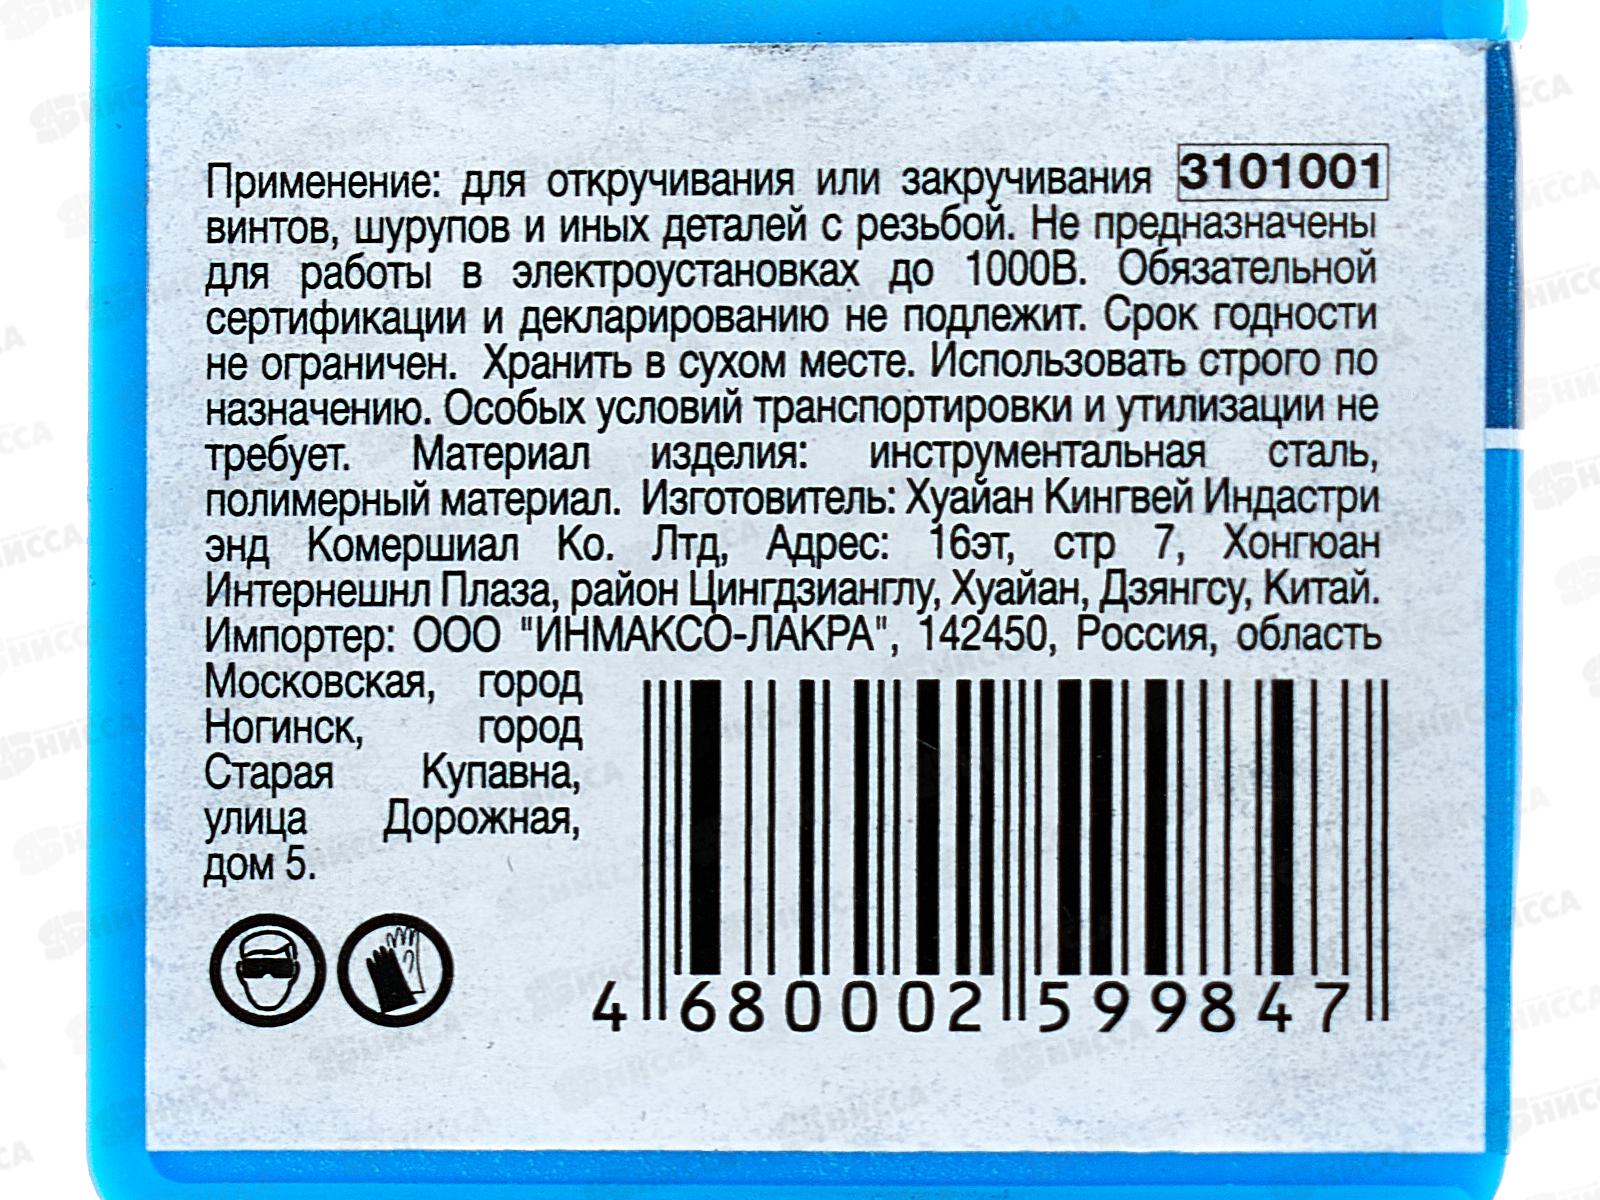 Применение: для откручивания или закручивания 3101001
винтов, шурупов и иных деталей с резьбой. Не предназначены
для работы в электроустановках до 1000В. Обязательной
сертификации и декларированию не подлежит. Срок годности
не ограничен. Хранить в сухом месте. Использовать строго по
назначению. Особых условий транспортировки и утилизации не
требует. Материал изделия: инструментальная сталь,
полимерный материал. Изготовитель: Хуайан Кингвей Индастри
энд Комершиал Ко. Лтд, Адрес: 16эт, стр 7, Хонгюан
Интернешнл Плаза, район Цингдзианглу, Хуайан, Дзянгсу, Китай.
Импортер: ООО "ИНМАКСО-ЛАКРА", 142450, Россия, область
Московская, город
Ногинск, город
Старая Купавна,
улица Дорожная,
дом 5.
4 680002 599847
НИССА